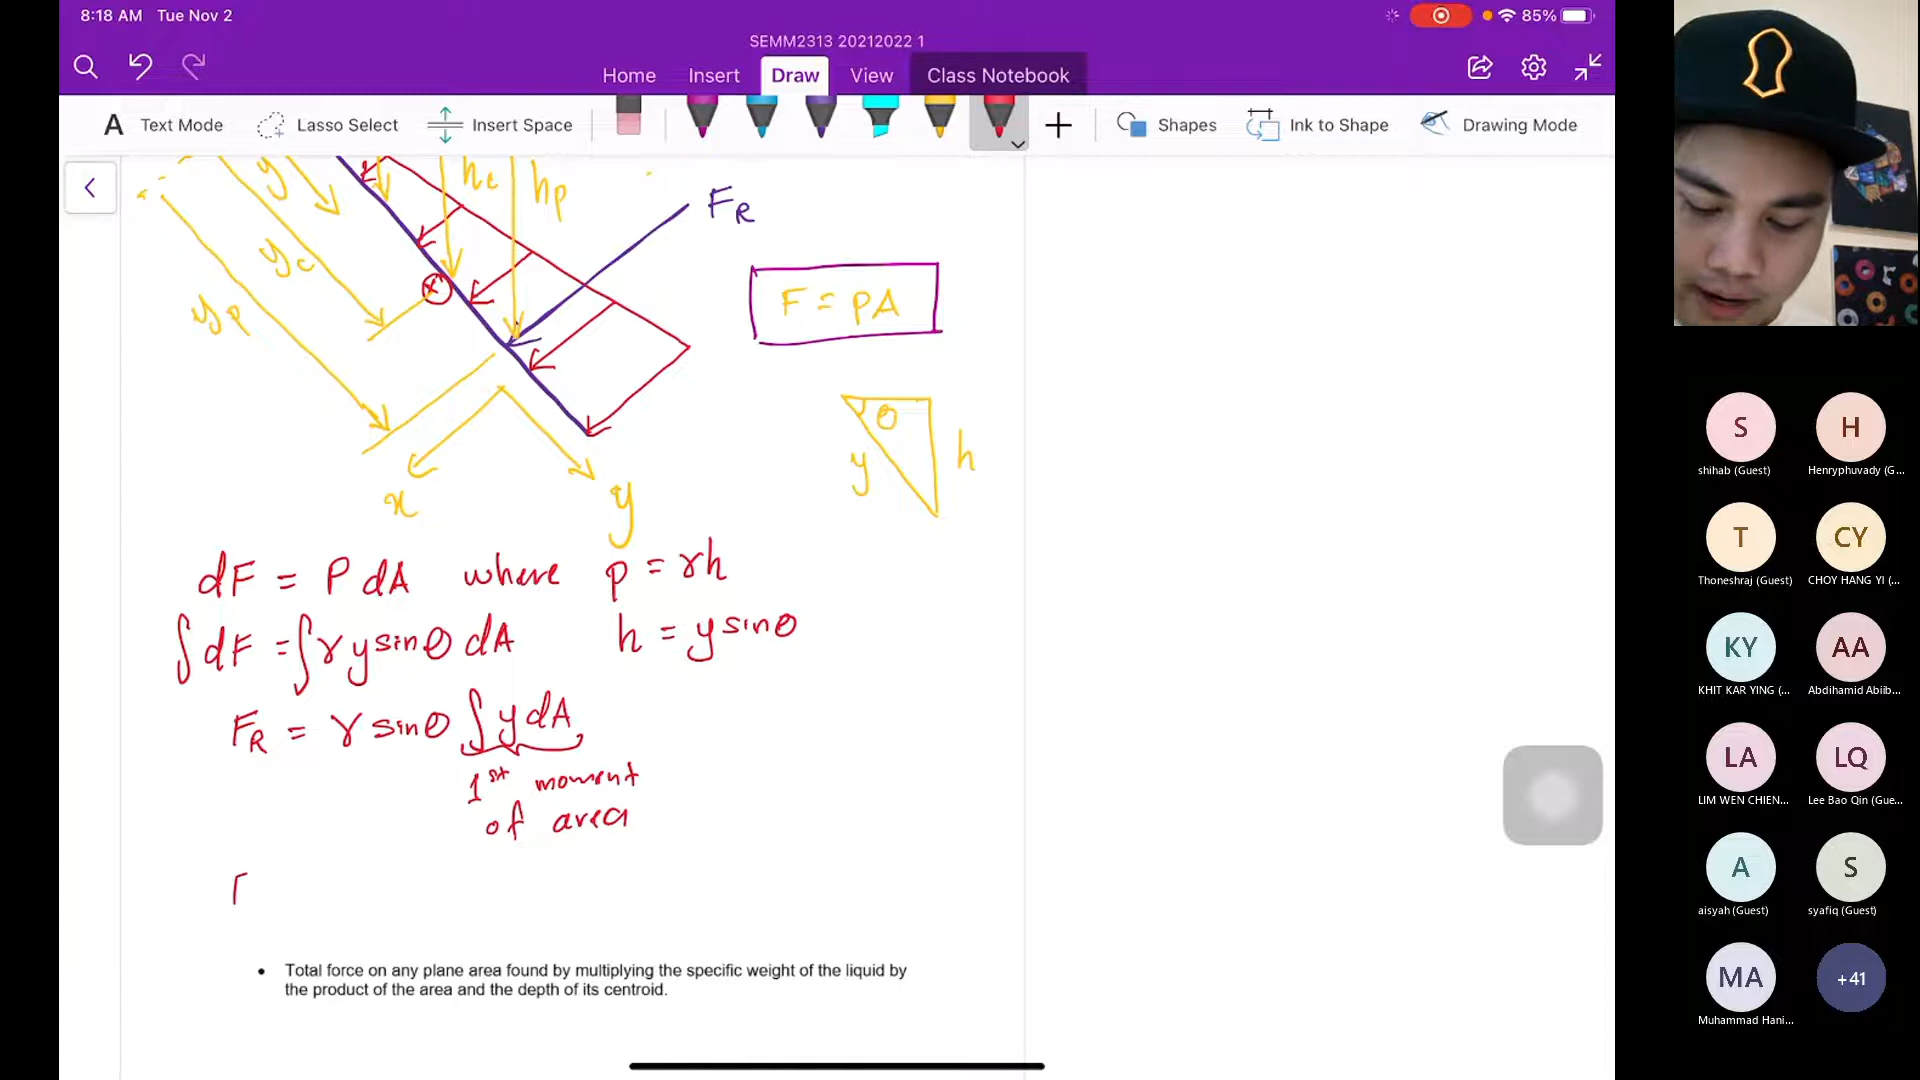 8:18 AM Tue Nov 2
85%
SEMM2313 20212022 1
Home Insert Draw View Class Notebook
A Text Mode Lasso Select Insert Space Shapes Ink to Shape Drawing Mode
y
hc
hp
FR
yc
yp
F = PA
θ
y
h
x
y
dF = P dA where p = γh
∫dF = ∫γ y sinθ dA h = y sinθ
FR = γ sinθ ∫ y dA
1st moment
of area
• Total force on any plane area found by multiplying the specific weight of the liquid by
the product of the area and the depth of its centroid.
S
H
shihab (Guest)
Henryphuvady (G...
T
CY
Thoneshraj (Guest)
CHOY HANG YI (...
KY
AA
KHIT KAR YING (...
Abdihamid Abiib...
LA
LQ
LIM WEN CHIEN...
Lee Bao Qin (Gue...
A
S
aisyah (Guest)
syafiq (Guest)
MA
+41
Muhammad Hani...